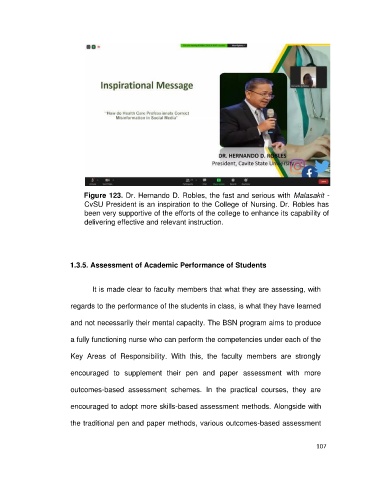 Inspirational Message
"How do Health Care Professionals Correct
Misinformation in Social Media"
DR. HERNANDO D. ROBLES
President, Cavite State University
Figure 123. Dr. Hernando D. Robles, the fast and serious with Malasakit -
CvSU President is an inspiration to the College of Nursing. Dr. Robles has
been very supportive of the efforts of the college to enhance its capability of
delivering effective and relevant instruction.
1.3.5. Assessment of Academic Performance of Students
It is made clear to faculty members that what they are assessing, with
regards to the performance of the students in class, is what they have learned
and not necessarily their mental capacity. The BSN program aims to produce
a fully functioning nurse who can perform the competencies under each of the
Key Areas of Responsibility. With this, the faculty members are strongly
encouraged to supplement their pen and paper assessment with more
outcomes-based assessment schemes. In the practical courses, they are
encouraged to adopt more skills-based assessment methods. Alongside with
the traditional pen and paper methods, various outcomes-based assessment
107